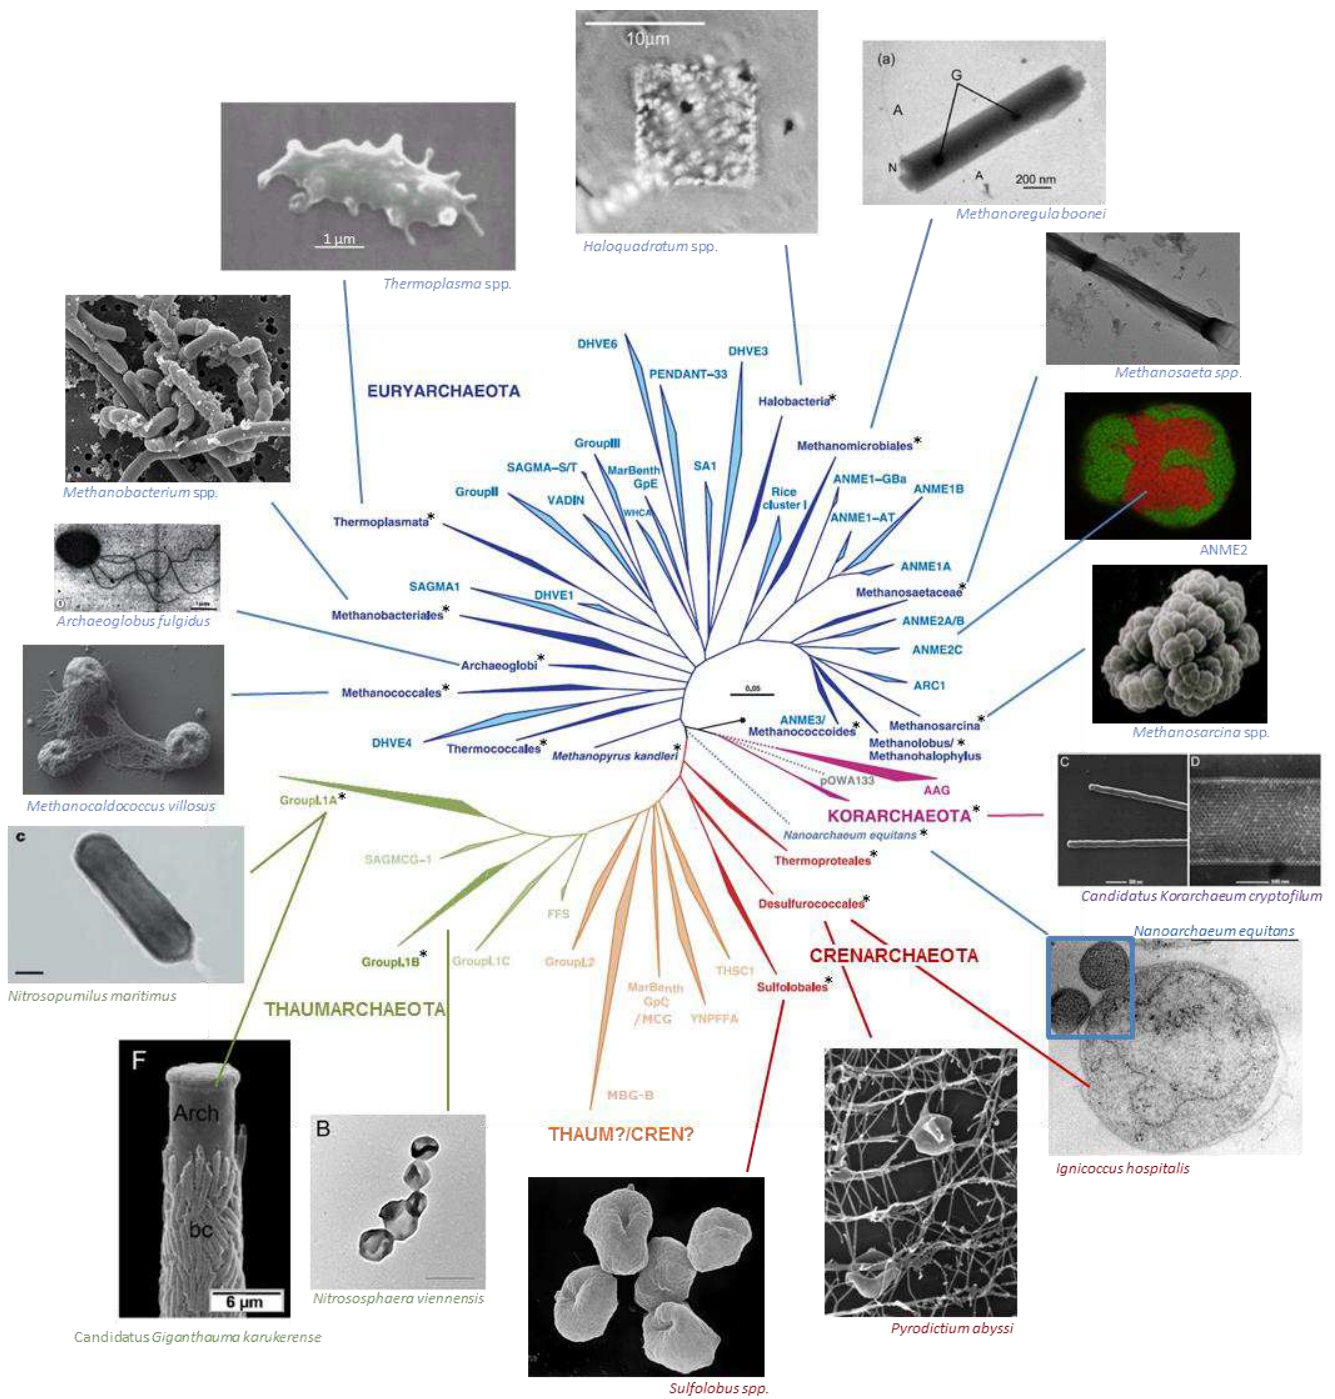 10µm
(a)
G
A
N
A
200 nm
Methanoregula boonei
Haloquadratum spp.
1 µm
Thermoplasma spp.
Methanosaeta spp.
DHVE6
DHVE3
PENDANT–33
EURYARCHAEOTA
Halobacteria*
Methanomicrobiales*
GroupIII
SAGMA–S/T
MarBenth
GpE
SA1
ANME1–GBa
ANME1B
GroupII
VADIN
WHCA
Rice
cluster I
ANME1–AT
Methanobacterium spp.
Thermoplasmata*
ANME2
ANME1A
SAGMA1
DHVE1
Methanosaetaceae*
Methanobacteriales*
ANME2A/B
Archaeoglobus fulgidus
ANME2C
Archaeoglobi*
ARC1
Methanococcales*
0.05
ANME3/
Methanococcoides*
Methanosarcina*
Methanosarcina spp.
DHVE4
Thermococcales*
Methanopyrus kandleri*
Methanolobus/*
Methanohalophylus
C
D
pOWA133
AAG
Methanocaldococcus villosus
GroupI.1A*
KORARCHAEOTA*
Nanoarchaeum equitans*
c
SAGMCG–1
Thermoproteales*
Candidatus Korarchaeum cryptofilum
Desulfurococcales*
FFS
Nanoarchaeum equitans
GroupI.1B*
GroupI.1C
GroupI.2
THSC1
CRENARCHAEOTA
Nitrosopumilus maritimus
MarBenth
GpC
/MCG
Sulfolobales*
THAUMARCHAEOTA
YNPFFA
F
Arch
bc
6 µm
MBG-B
B
THAUM?/CREN?
Ignicoccus hospitalis
Nitrososphaera viennensis
Candidatus Giganthauma karukerense
Pyrodictium abyssi
Sulfolobus spp.